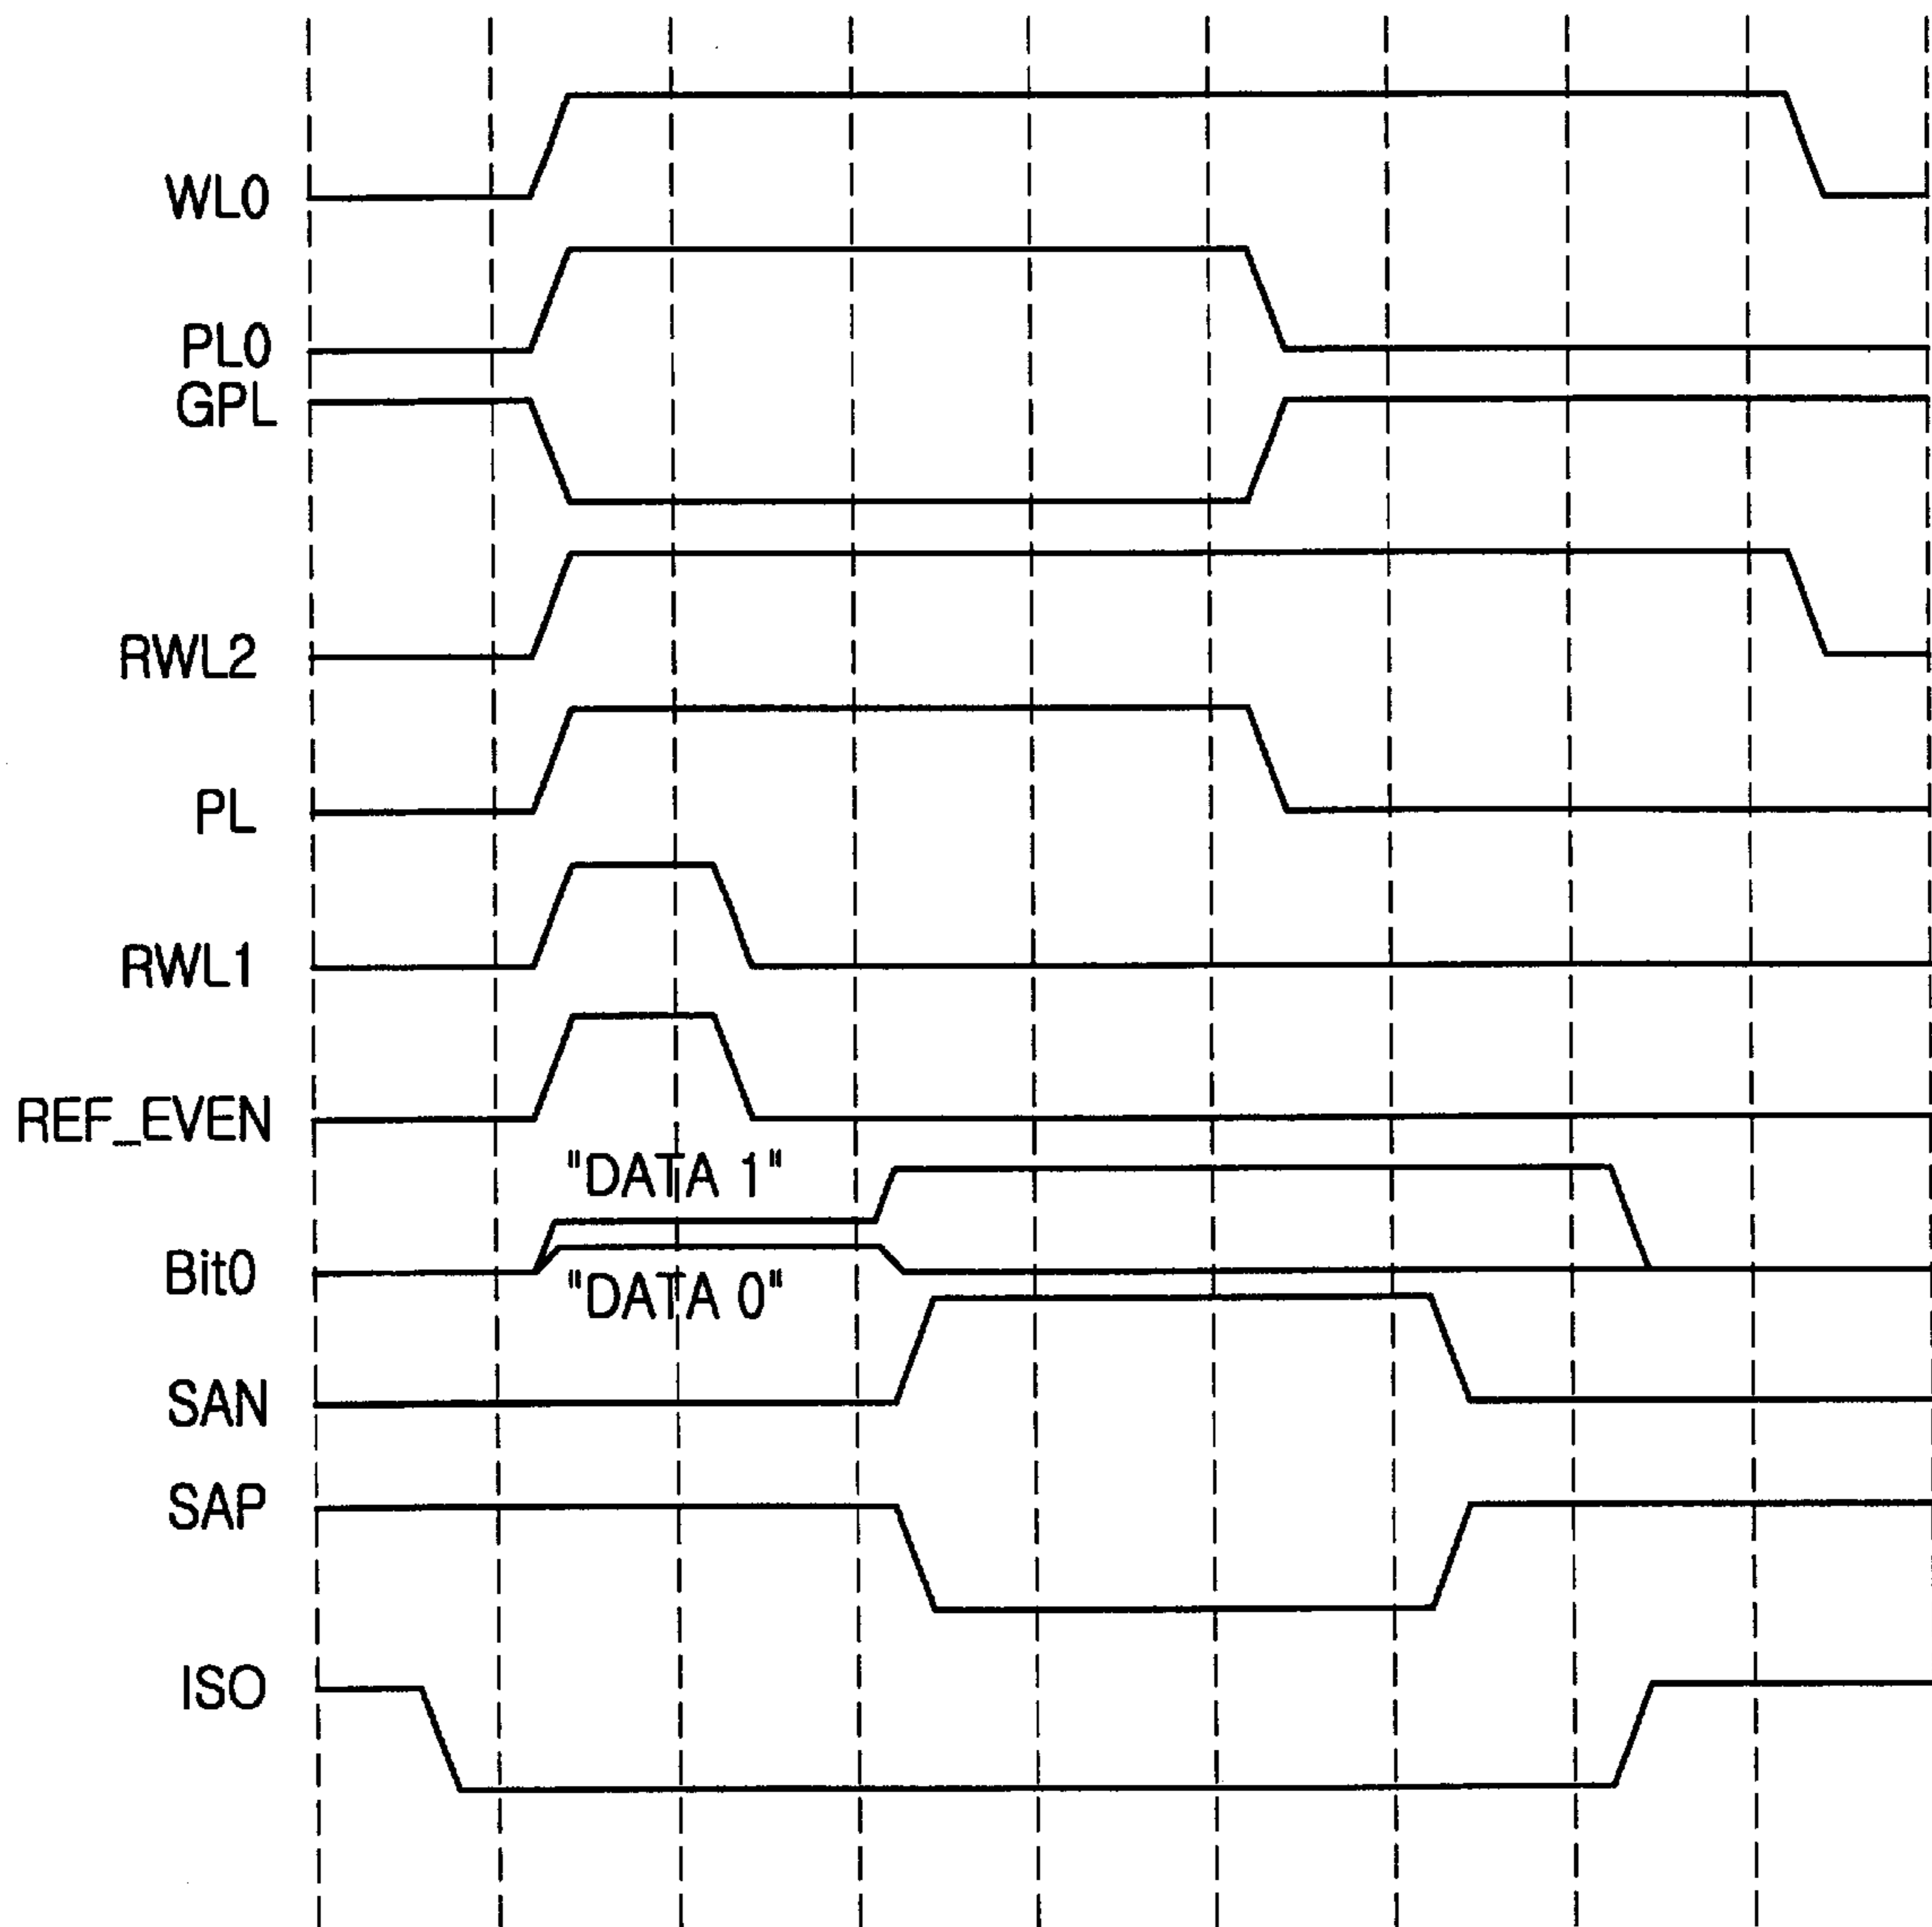 WL0
PL0
GPL
RWL2
PL
RWL1
REF_EVEN
"DATA 1"
Bit0
"DATA 0"
SAN
SAP
ISO